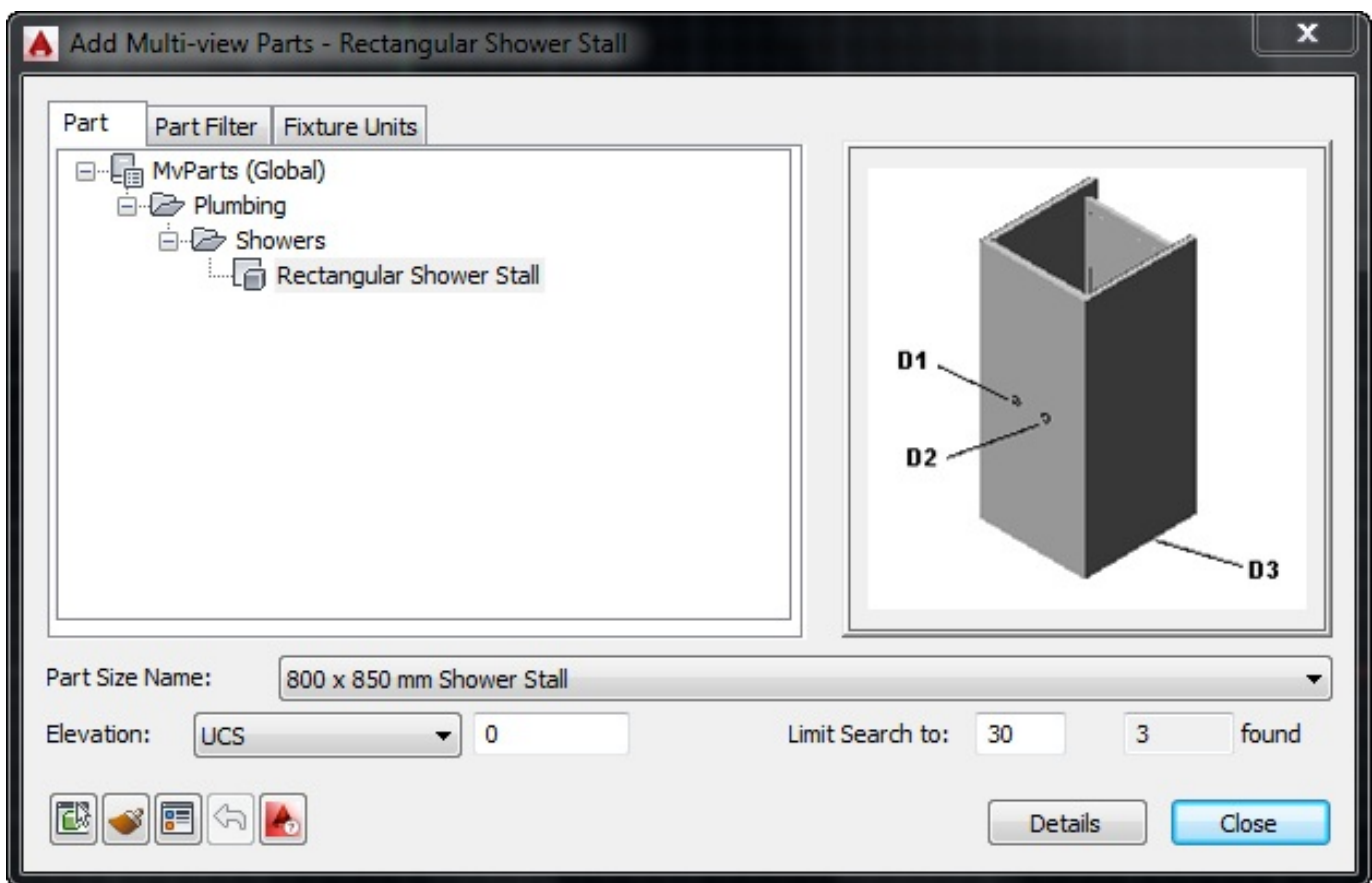 Add Multi-view Parts - Rectangular Shower Stall
Part Part Filter Fixture Units
MvParts (Global)
Plumbing
Showers
Rectangular Shower Stall
D1
D2
D3
Part Size Name: 800 x 850 mm Shower Stall
Elevation: UCS 0 Limit Search to: 30 3 found
Details Close